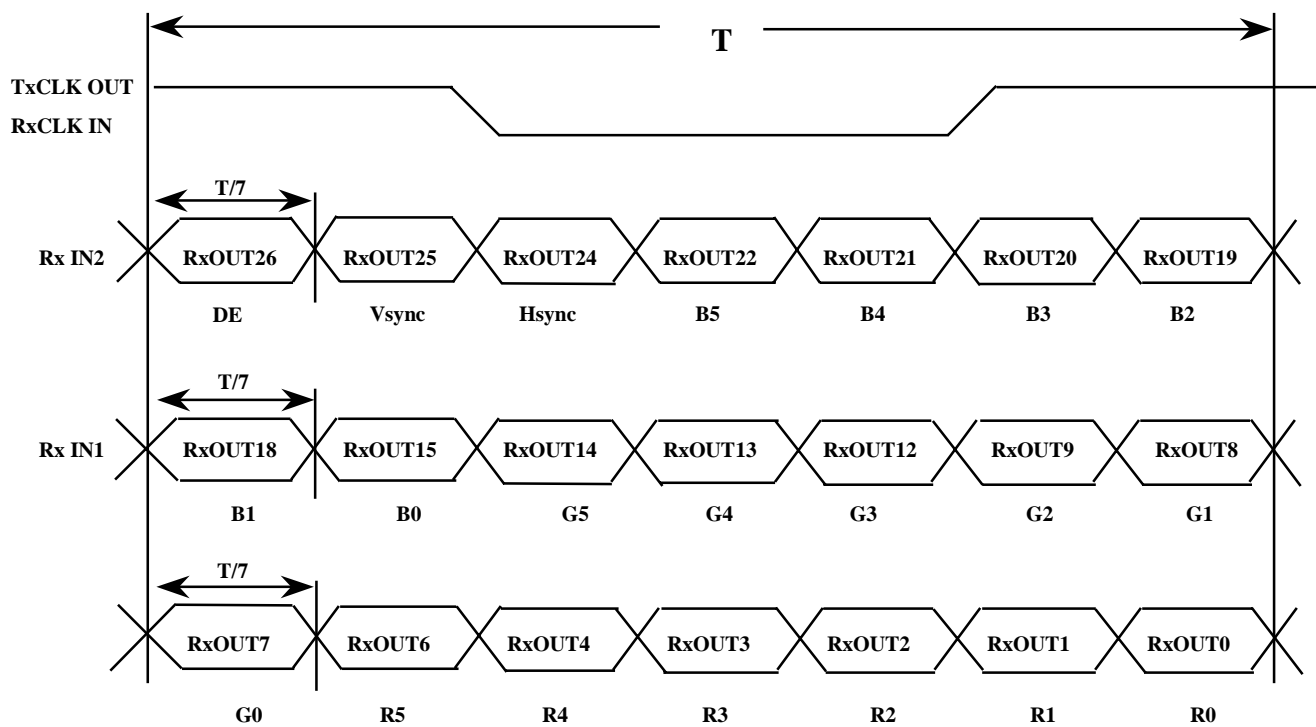 T
TxCLK OUT
RxCLK IN
T/7
Rx IN2 RxOUT26 RxOUT25 RxOUT24 RxOUT22 RxOUT21 RxOUT20 RxOUT19
DE Vsync Hsync B5 B4 B3 B2
T/7
Rx IN1 RxOUT18 RxOUT15 RxOUT14 RxOUT13 RxOUT12 RxOUT9 RxOUT8
B1 B0 G5 G4 G3 G2 G1
T/7
RxOUT7 RxOUT6 RxOUT4 RxOUT3 RxOUT2 RxOUT1 RxOUT0
G0 R5 R4 R3 R2 R1 R0